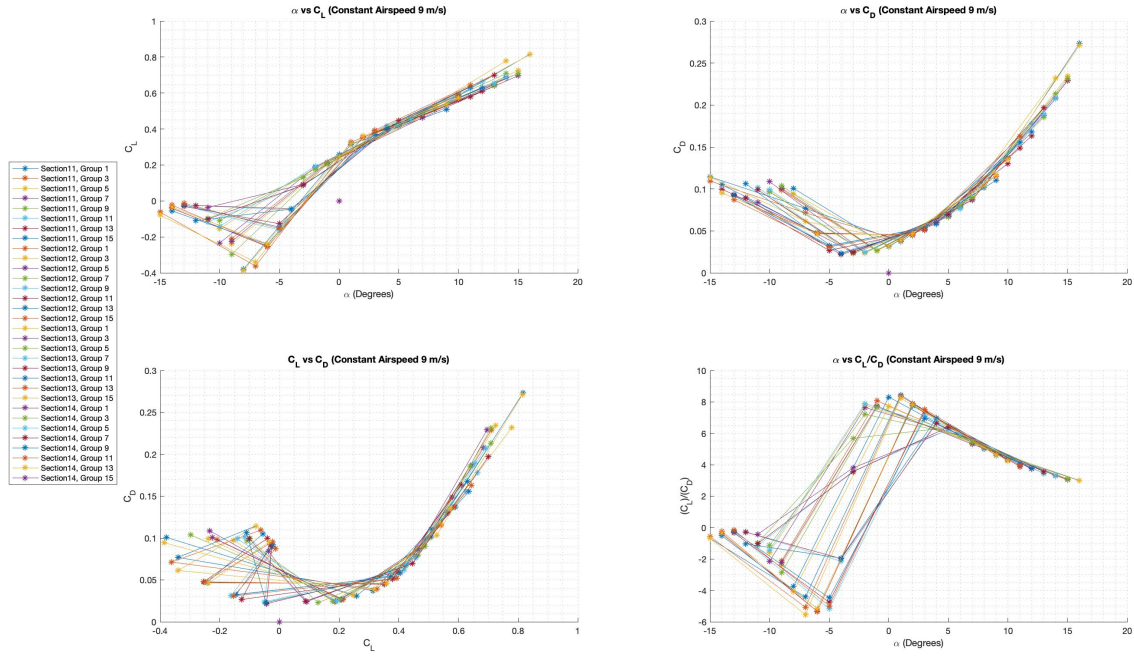 α vs C_L (Constant Airspeed 9 m/s)
0.8
0.6
0.4
0.2
0
-0.2
-0.4
C_L
-15
-10
-5
0
5
10
15
20
α (Degrees)
α vs C_D (Constant Airspeed 9 m/s)
0.3
0.25
0.2
0.15
0.1
0.05
0
C_D
-15
-10
-5
0
5
10
15
20
α (Degrees)
Section11, Group 1
Section11, Group 3
Section11, Group 5
Section11, Group 7
Section11, Group 9
Section11, Group 11
Section11, Group 13
Section11, Group 15
Section12, Group 1
Section12, Group 3
Section12, Group 5
Section12, Group 7
Section12, Group 9
Section12, Group 11
Section12, Group 13
Section12, Group 15
Section13, Group 1
Section13, Group 3
Section13, Group 5
Section13, Group 7
Section13, Group 9
Section13, Group 11
Section13, Group 13
Section13, Group 15
Section14, Group 1
Section14, Group 3
Section14, Group 5
Section14, Group 7
Section14, Group 9
Section14, Group 11
Section14, Group 13
Section14, Group 15
C_L vs C_D (Constant Airspeed 9 m/s)
0.3
0.25
0.2
0.15
0.1
0.05
0
C_D
-0.4
-0.2
0
0.2
0.4
0.6
0.8
1
C_L
α vs C_L/C_D (Constant Airspeed 9 m/s)
10
8
6
4
2
0
-2
-4
-6
(C_L)/(C_D)
-15
-10
-5
0
5
10
15
20
α (Degrees)